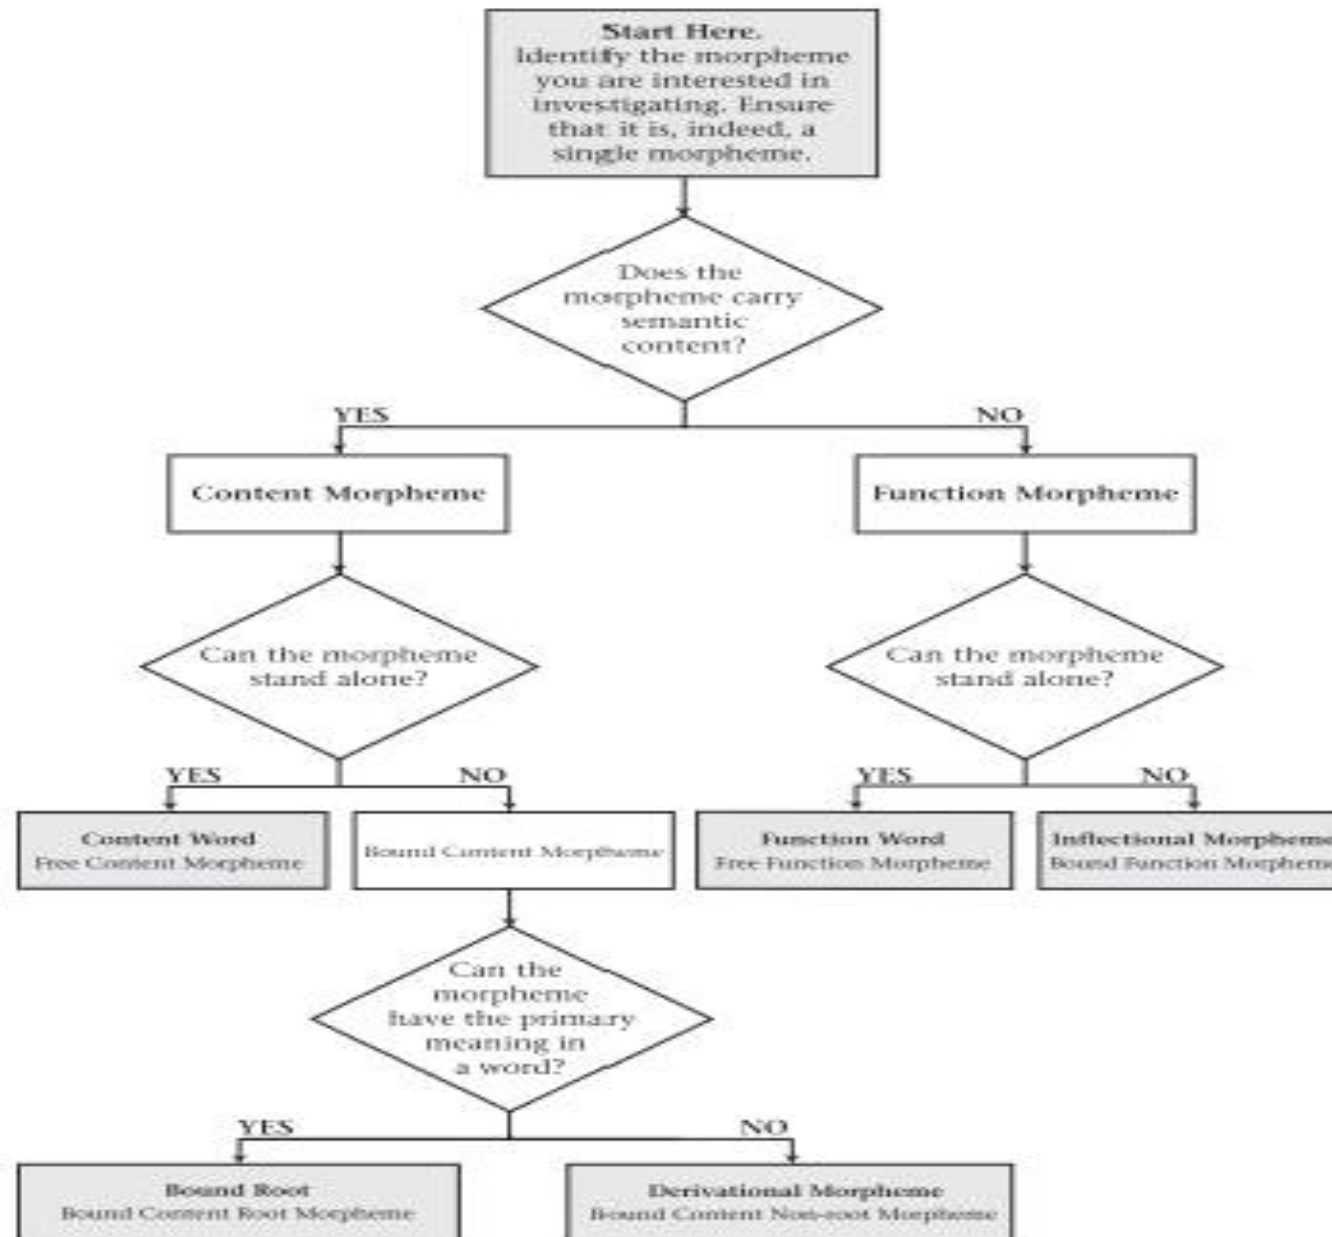 Start Here.
Identify the morpheme
you are interested in
investigating. Ensure
that it is, indeed, a
single morpheme.
Does the
morpheme carry
semantic
content?
YES
NO
Content Morpheme
Function Morpheme
Can the morpheme
stand alone?
Can the morpheme
stand alone?
YES
NO
YES
NO
Content Word
Free Content Morpheme
Bound Content Morpheme
Function Word
Free Function Morpheme
Inflectional Morpheme
Bound Function Morpheme
Can the
morpheme
have the primary
meaning in
a word?
YES
NO
Bound Root
Bound Content Root Morpheme
Derivational Morpheme
Bound Content Non-root Morpheme